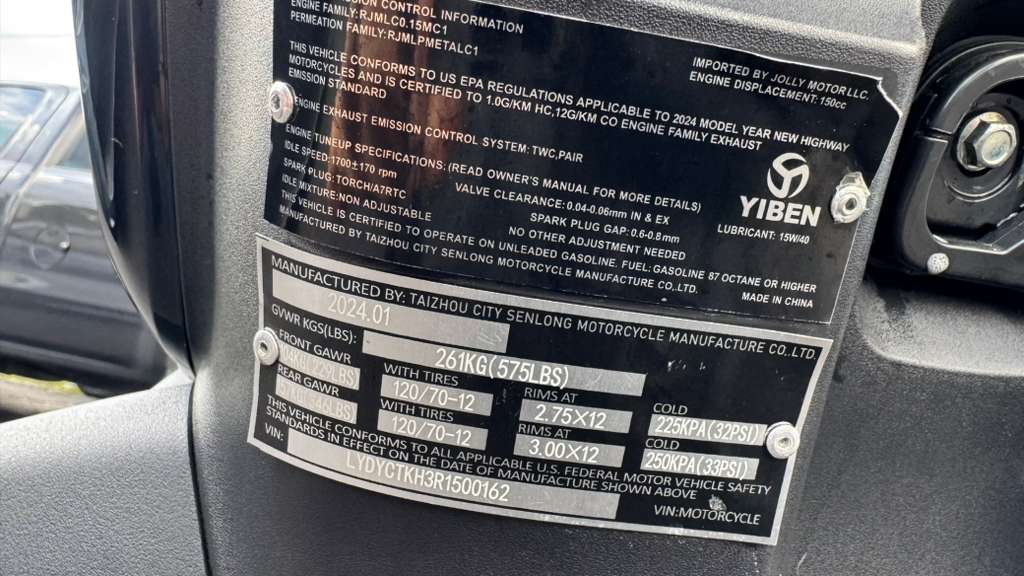 EMISSION CONTROL INFORMATION
ENGINE FAMILY:RJMLC0.15MC1
PERMEATION FAMILY:RJMLPMETALC1
IMPORTED BY JOLLY MOTOR LLC.
ENGINE DISPLACEMENT: 150cc
THIS VEHICLE CONFORMS TO US EPA REGULATIONS APPLICABLE TO 2024 MODEL YEAR NEW HIGHWAY
MOTORCYCLES AND IS CERTIFIED TO 1.0G/KM HC,12G/KM CO ENGINE FAMILY EXHAUST
EMISSION STANDARD
ENGINE EXHAUST EMISSION CONTROL SYSTEM: TWC,PAIR
ENGINE TUNEUP SPECIFICATIONS: (READ OWNER'S MANUAL FOR MORE DETAILS)
IDLE SPEED:1700±170 rpm VALVE CLEARANCE: 0.04-0.06mm IN & EX
SPARK PLUG:TORCH/A7RTC SPARK PLUG GAP: 0.6-0.8mm
IDLE MIXTURE:NON ADJUSTABLE NO OTHER ADJUSTMENT NEEDED
YIBEN
LUBRICANT: 15W/40
THIS VEHICLE IS CERTIFIED TO OPERATE ON UNLEADED GASOLINE. FUEL: GASOLINE 87 OCTANE OR HIGHER
MANUFACTURED BY TAIZHOU CITY SENLONG MOTORCYCLE MANUFACTURE CO.,LTD.
MADE IN CHINA
MANUFACTURED BY: TAIZHOU CITY SENLONG MOTORCYCLE MANUFACTURE CO.,LTD.
2024.01
GVWR KGS(LBS): 261KG(575LBS)
FRONT GAWR WITH TIRES RIMS AT COLD
120/70-12 2.75X12 225KPA(32PSI)
REAR GAWR WITH TIRES RIMS AT COLD
120/70-12 3.00X12 250KPA(33PSI)
THIS VEHICLE CONFORMS TO ALL APPLICABLE U.S. FEDERAL MOTOR VEHICLE SAFETY
STANDARDS IN EFFECT ON THE DATE OF MANUFACTURE SHOWN ABOVE
VIN: LYDYCTKH3R1500162 VIN:MOTORCYCLE